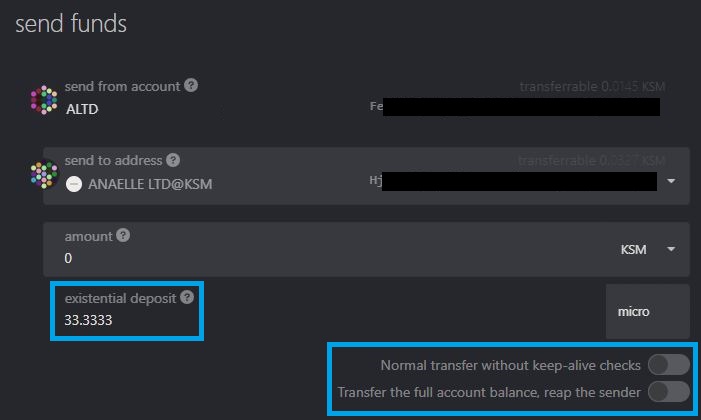 send funds
send from account ?
transferrable 0.0145 KSM
ALTD
Fe
send to address ?
transferrable 0.0327 KSM
ANAELLE LTD@KSM
Hj
amount ?
0
KSM
existential deposit ?
33.3333
micro
Normal transfer without keep-alive checks
Transfer the full account balance, reap the sender